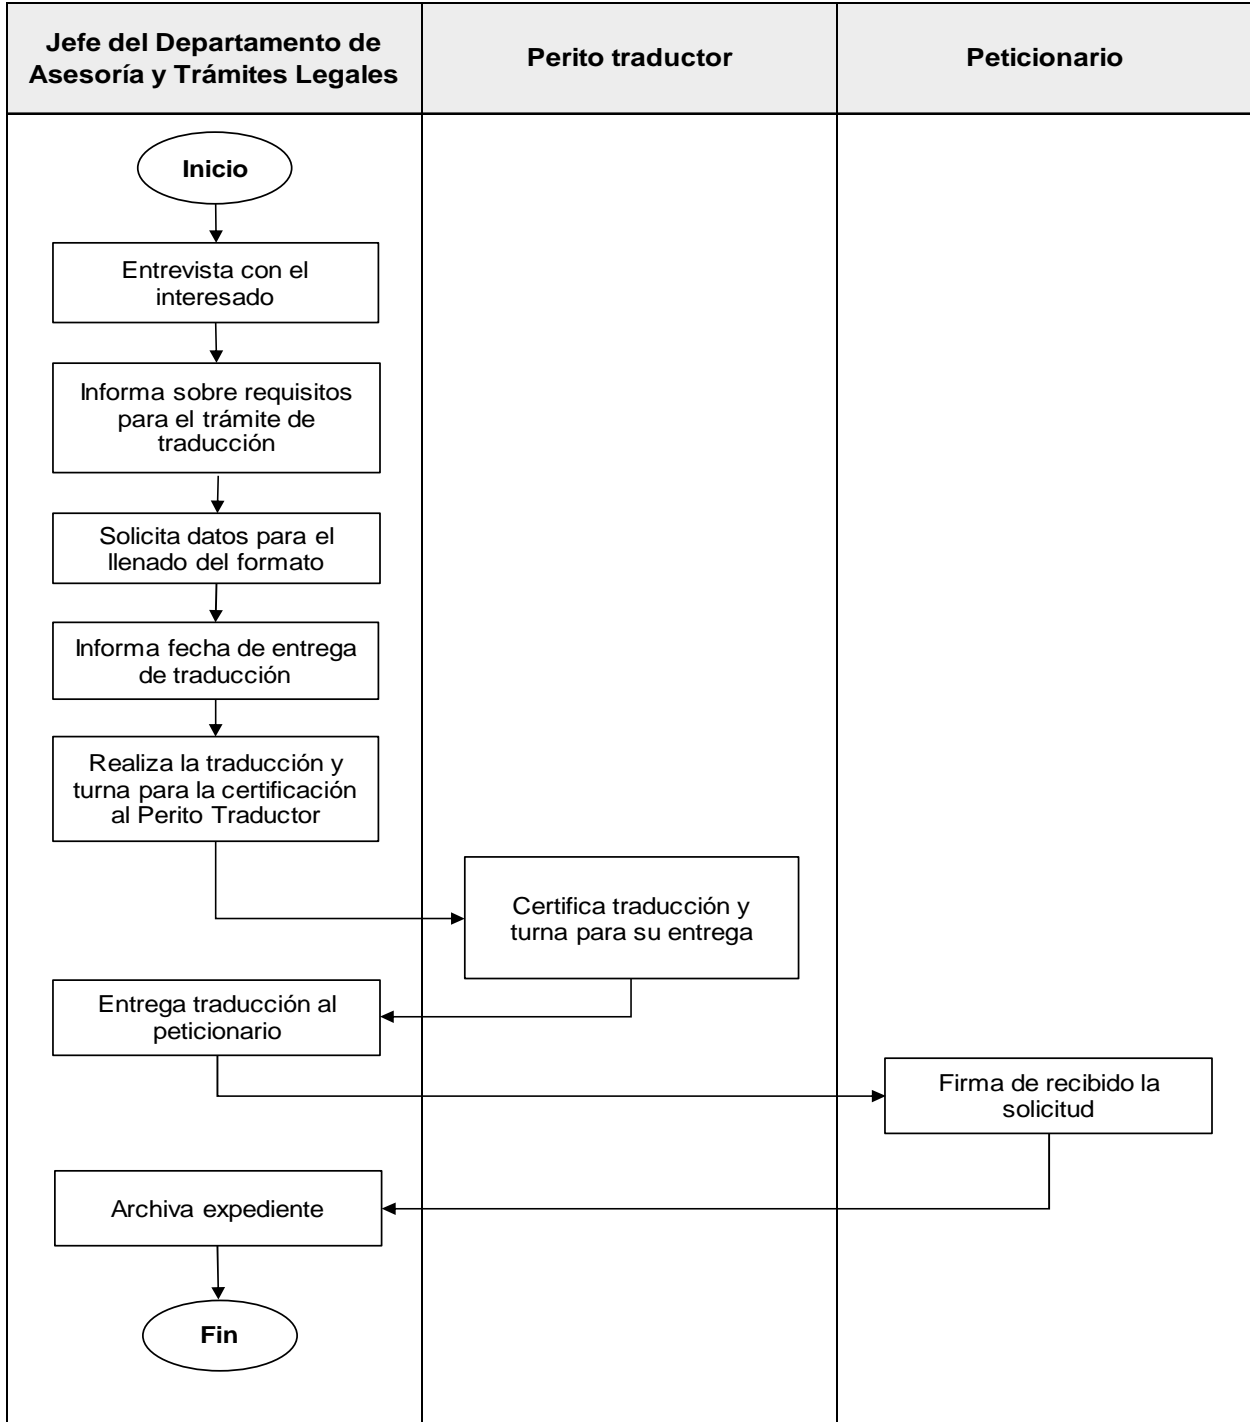 Jefe del Departamento de
Asesoría y Trámites Legales
Perito traductor
Peticionario
Inicio
Entrevista con el
interesado
Informa sobre requisitos
para el trámite de
traducción
Solicita datos para el
llenado del formato
Informa fecha de entrega
de traducción
Realiza la traducción y
turna para la certificación
al Perito Traductor
Certifica traducción y
turna para su entrega
Entrega traducción al
peticionario
Firma de recibido la
solicitud
Archiva expediente
Fin